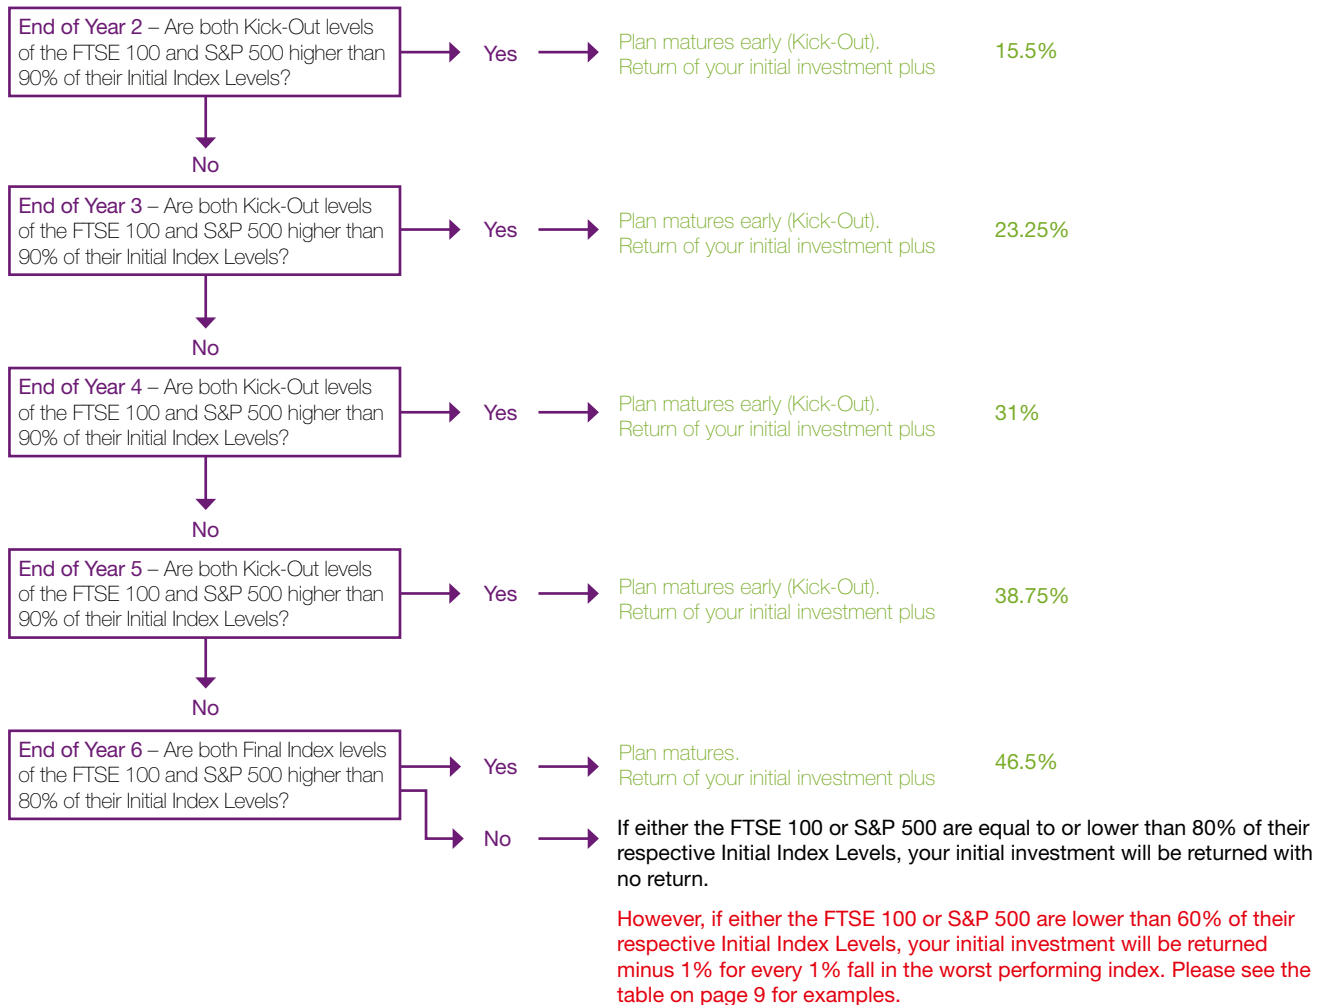 End of Year 2 – Are both Kick-Out levels
of the FTSE 100 and S&P 500 higher than
90% of their Initial Index Levels?
Yes
Plan matures early (Kick-Out).
Return of your initial investment plus
15.5%
No
End of Year 3 – Are both Kick-Out levels
of the FTSE 100 and S&P 500 higher than
90% of their Initial Index Levels?
Yes
Plan matures early (Kick-Out).
Return of your initial investment plus
23.25%
No
End of Year 4 – Are both Kick-Out levels
of the FTSE 100 and S&P 500 higher than
90% of their Initial Index Levels?
Yes
Plan matures early (Kick-Out).
Return of your initial investment plus
31%
No
End of Year 5 – Are both Kick-Out levels
of the FTSE 100 and S&P 500 higher than
90% of their Initial Index Levels?
Yes
Plan matures early (Kick-Out).
Return of your initial investment plus
38.75%
No
End of Year 6 – Are both Final Index levels
of the FTSE 100 and S&P 500 higher than
80% of their Initial Index Levels?
Yes
Plan matures.
Return of your initial investment plus
46.5%
No
If either the FTSE 100 or S&P 500 are equal to or lower than 80% of their
respective Initial Index Levels, your initial investment will be returned with
no return.
However, if either the FTSE 100 or S&P 500 are lower than 60% of their
respective Initial Index Levels, your initial investment will be returned
minus 1% for every 1% fall in the worst performing index. Please see the
table on page 9 for examples.